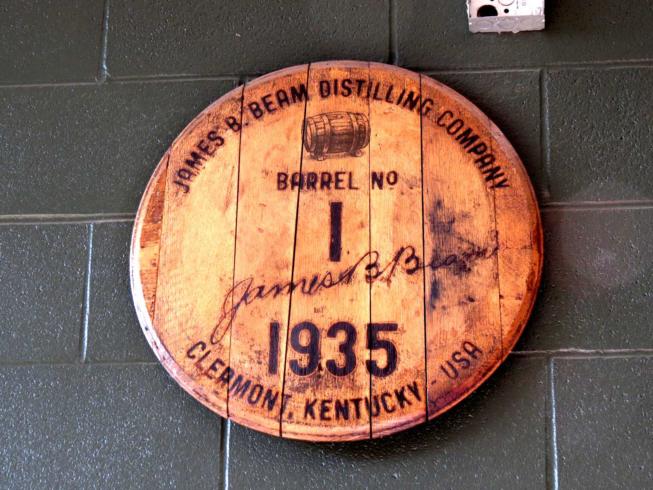 JAMES B. BEAM DISTILLING COMPANY
BARREL NO
1
James B. Beam
1935
CLERMONT, KENTUCKY - USA